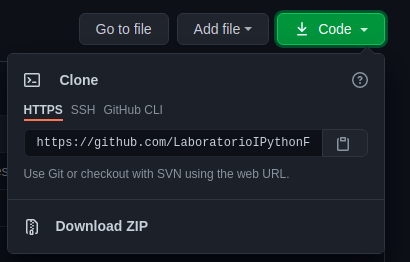 Go to file Add file Code
Clone
HTTPS SSH GitHub CLI
https://github.com/LaboratorioIPythonF
Use Git or checkout with SVN using the web URL.
Download ZIP